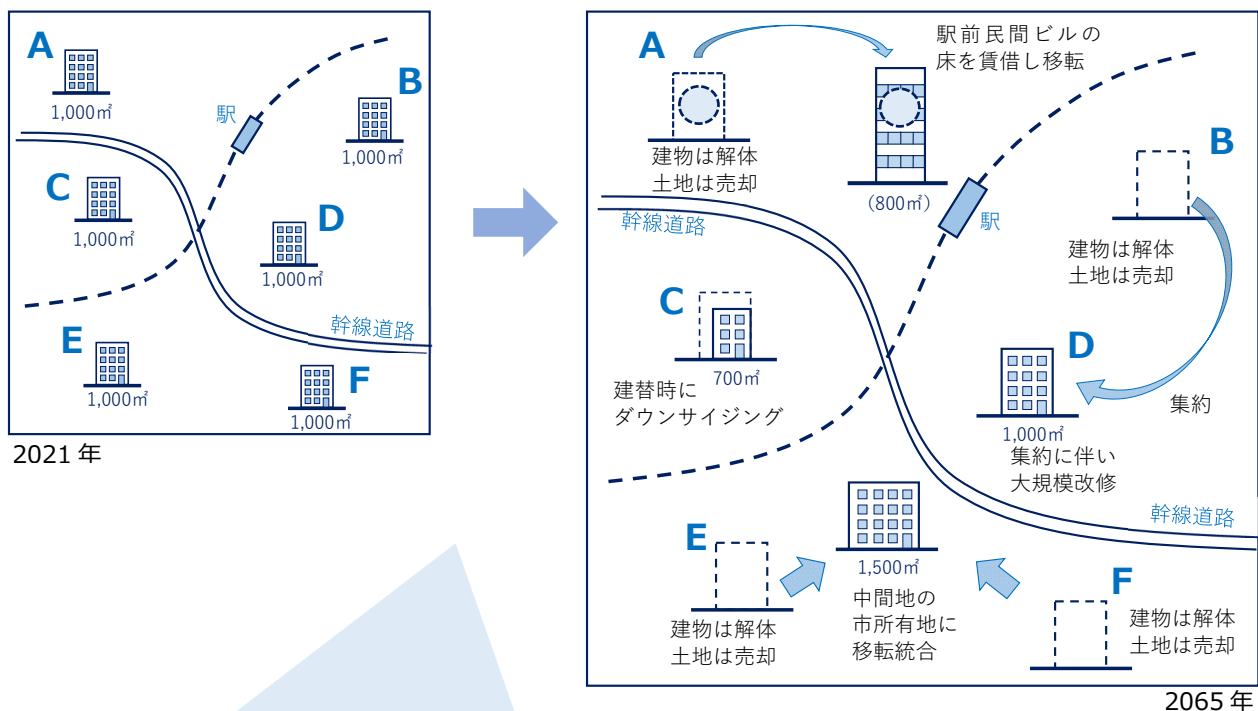 A
1,000㎡
B
1,000㎡
駅
C
1,000㎡
D
1,000㎡
幹線道路
E
1,000㎡
F
1,000㎡
2021 年
A
建物は解体
土地は売却
駅前民間ビルの
床を賃借し移転
（800㎡）
B
建物は解体
土地は売却
幹線道路
駅
C
700㎡
建替時に
ダウンサイジング
D
1,000㎡
集約に伴い
大規模改修
集約
幹線道路
E
建物は解体
土地は売却
1,500㎡
中間地の
市所有地に
移転統合
F
建物は解体
土地は売却
2065 年